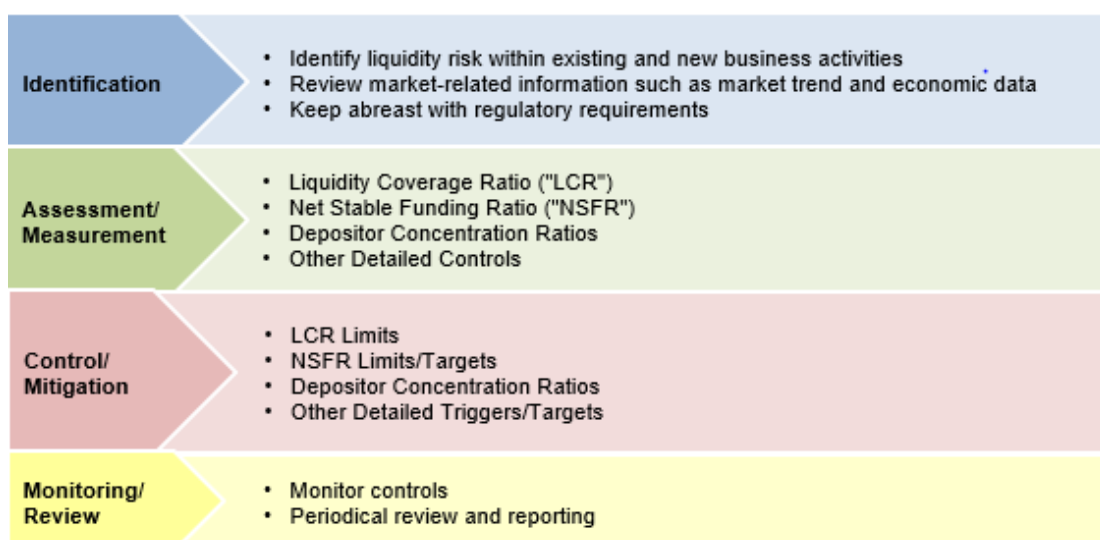 Identification
• Identify liquidity risk within existing and new business activities
• Review market-related information such as market trend and economic data
• Keep abreast with regulatory requirements
Assessment/
Measurement
• Liquidity Coverage Ratio ("LCR")
• Net Stable Funding Ratio ("NSFR")
• Depositor Concentration Ratios
• Other Detailed Controls
Control/
Mitigation
• LCR Limits
• NSFR Limits/Targets
• Depositor Concentration Ratios
• Other Detailed Triggers/Targets
Monitoring/
Review
• Monitor controls
• Periodical review and reporting